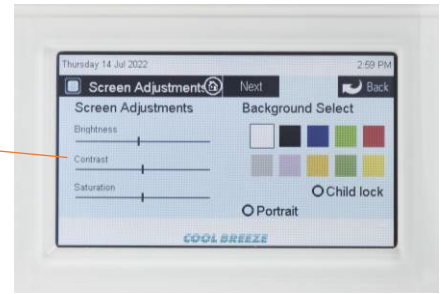 Thursday 14 Jul 2022 2:59 PM
Screen Adjustments Next Back
Screen Adjustments Background Select
Brightness
Contrast
Saturation
Child lock
Portrait
COOL BREEZE